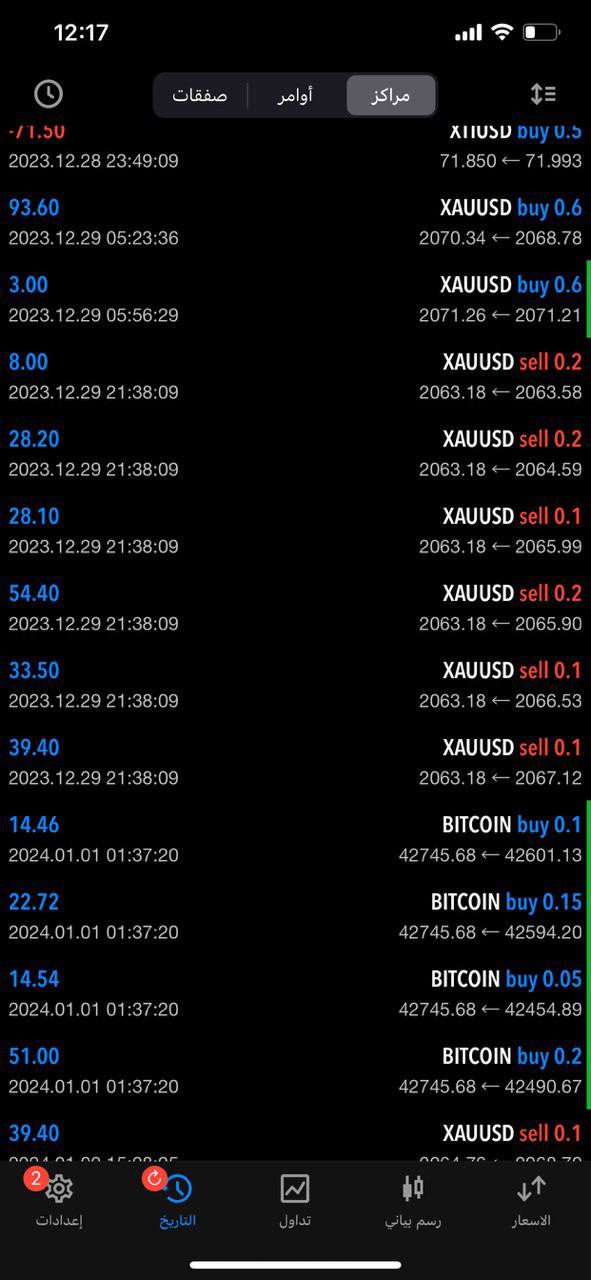 12:17
مراكز أوامر صفقات
XTIUSD buy 0.5 -71.50
71.850 ← 71.993 2023.12.28 23:49:09
XAUUSD buy 0.6 93.60
2070.34 ← 2068.78 2023.12.29 05:23:36
XAUUSD buy 0.6 3.00
2071.26 ← 2071.21 2023.12.29 05:56:29
XAUUSD sell 0.2 8.00
2063.18 ← 2063.58 2023.12.29 21:38:09
XAUUSD sell 0.2 28.20
2063.18 ← 2064.59 2023.12.29 21:38:09
XAUUSD sell 0.1 28.10
2063.18 ← 2065.99 2023.12.29 21:38:09
XAUUSD sell 0.2 54.40
2063.18 ← 2065.90 2023.12.29 21:38:09
XAUUSD sell 0.1 33.50
2063.18 ← 2066.53 2023.12.29 21:38:09
XAUUSD sell 0.1 39.40
2063.18 ← 2067.12 2023.12.29 21:38:09
BITCOIN buy 0.1 14.46
42745.68 ← 42601.13 2024.01.01 01:37:20
BITCOIN buy 0.15 22.72
42745.68 ← 42594.20 2024.01.01 01:37:20
BITCOIN buy 0.05 14.54
42745.68 ← 42454.89 2024.01.01 01:37:20
BITCOIN buy 0.2 51.00
42745.68 ← 42490.67 2024.01.01 01:37:20
XAUUSD sell 0.1 39.40
2
الاسعار رسم بياني تداول التاريخ إعدادات